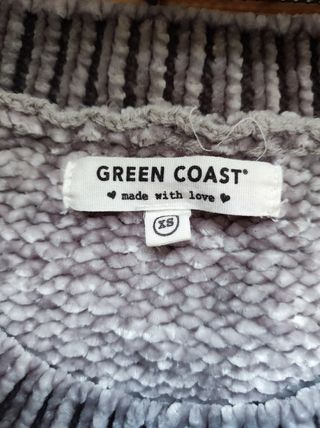 GREEN COAST®
♥ made with love ♥
XS